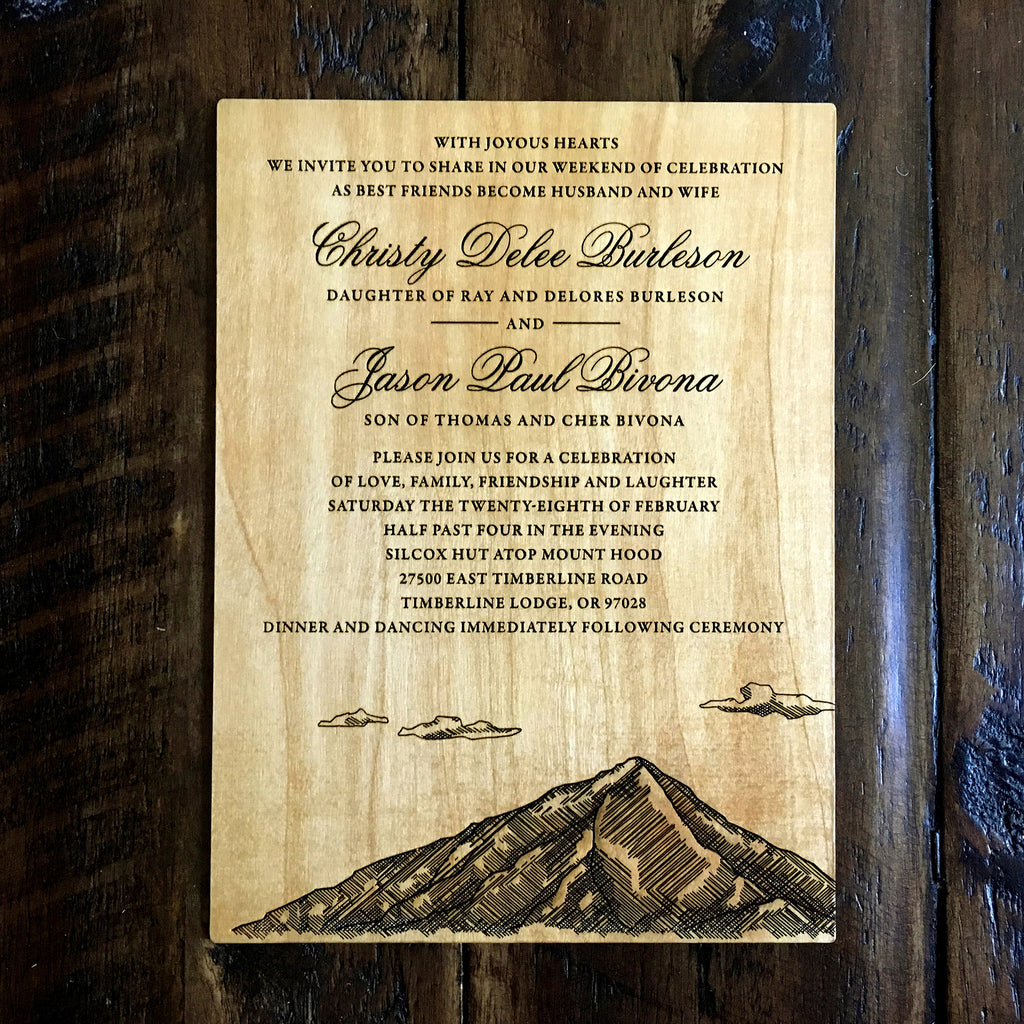 WITH JOYOUS HEARTS
WE INVITE YOU TO SHARE IN OUR WEEKEND OF CELEBRATION
AS BEST FRIENDS BECOME HUSBAND AND WIFE
Christy Delee Burleson
DAUGHTER OF RAY AND DELORES BURLESON
AND
Jason Paul Bivona
SON OF THOMAS AND CHER BIVONA
PLEASE JOIN US FOR A CELEBRATION
OF LOVE, FAMILY, FRIENDSHIP AND LAUGHTER
SATURDAY THE TWENTY-EIGHTH OF FEBRUARY
HALF PAST FOUR IN THE EVENING
SILCOX HUT ATOP MOUNT HOOD
27500 EAST TIMBERLINE ROAD
TIMBERLINE LODGE, OR 97028
DINNER AND DANCING IMMEDIATELY FOLLOWING CEREMONY